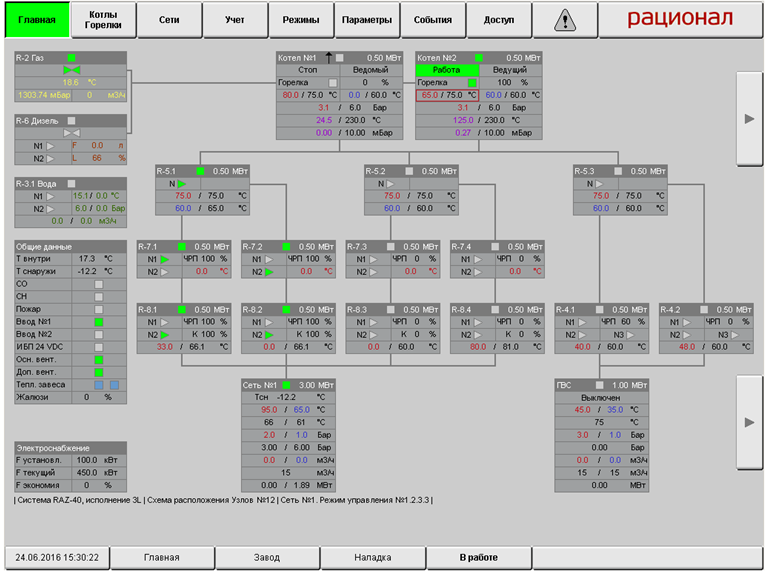 Главная Котлы Горелки Сети Учет Режимы Параметры События Доступ рационал
R-2 Газ
18.6 °C
1303.74 мБар 0 м3/ч
R-6 Дизель
N1 F 0.0 л
N2 L 66 %
R-3.1 Вода
N1 15.1 / 0.0 °C
N2 6.0 / 0.0 Бар
0.0 / 0.0 м3/ч
Общие данные
Т внутри 17.3 °C
Т снаружи -12.2 °C
СО
СН
Пожар
Ввод №1
Ввод №2
ИБП 24 VDC
Осн. вент.
Доп. вент.
Тепл. завеса
Жалюзи 0 %
Электроснабжение
F установл. 100.0 кВт
F текущий 450.0 кВт
F экономия 0 %
Котел №1 0.50 МВт
Стоп Ведомый
Горелка 0 %
80.0 / 75.0 °C 0.0 / 60.0 °C
3.1 / 6.0 Бар
24.5 / 230.0 °C
0.00 / 10.00 мБар
Котел №2 0.50 МВт
Работа Ведущий
Горелка 100 %
65.0 / 75.0 °C 60.0 / 60.0 °C
3.1 / 6.0 Бар
125.0 / 230.0 °C
0.27 / 10.00 мБар
R-5.1 0.50 МВт
N
75.0 / 75.0 °C
60.0 / 65.0 °C
R-5.2 0.50 МВт
N
75.0 / 75.0 °C
60.0 / 60.0 °C
R-5.3 0.50 МВт
N
75.0 / 75.0 °C
60.0 / 60.0 °C
R-7.1 0.50 МВт
N1 ЧРП 100 %
N2 0.0 °C
R-7.2 0.50 МВт
N1 ЧРП 100 %
N2 0.0 °C
R-7.3 0.50 МВт
N1 ЧРП 0 %
N2 0.0 °C
R-7.4 0.50 МВт
N1 ЧРП 0 %
N2 0.0 °C
R-8.1 0.50 МВт
N1 ЧРП 100 %
N2 К 100 %
33.0 / 66.1 °C
R-8.2 0.50 МВт
N1 ЧРП 100 %
N2 К 100 %
0.0 / 66.1 °C
R-8.3 0.50 МВт
N1 ЧРП 0 %
N2 К 0 %
0.0 / 60.0 °C
R-8.4 0.50 МВт
N1 ЧРП 0 %
N2 К 0 %
80.0 / 81.0 °C
R-4.1 0.50 МВт
N1 ЧРП 60 %
N2 N3
40.0 / 60.0 °C
R-4.2 0.50 МВт
N1 ЧРП 0 %
N2 N3
48.0 / 60.0 °C
Сеть №1 3.00 МВт
Тсн -12.2 °C
95.0 / 65.0 °C
66 / 61 °C
2.0 / 1.0 Бар
3.00 / 6.00 Бар
0.0 / 0.0 м3/ч
15 м3/ч
0.00 / 1.89 МВт
ГВС 1.00 МВт
Выключен
45.0 / 35.0 °C
75 °C
3.0 / 1.0 Бар
0.00 Бар
0.0 / 0.0 м3/ч
15 / 15 м3/ч
0.00 МВт
| Система RAZ-40, исполнение 3L | Схема расположения Узлов №12 | Сеть №1. Режим управления №1.2.3.3 |
24.06.2016 15:30:22 Главная Завод Наладка В работе